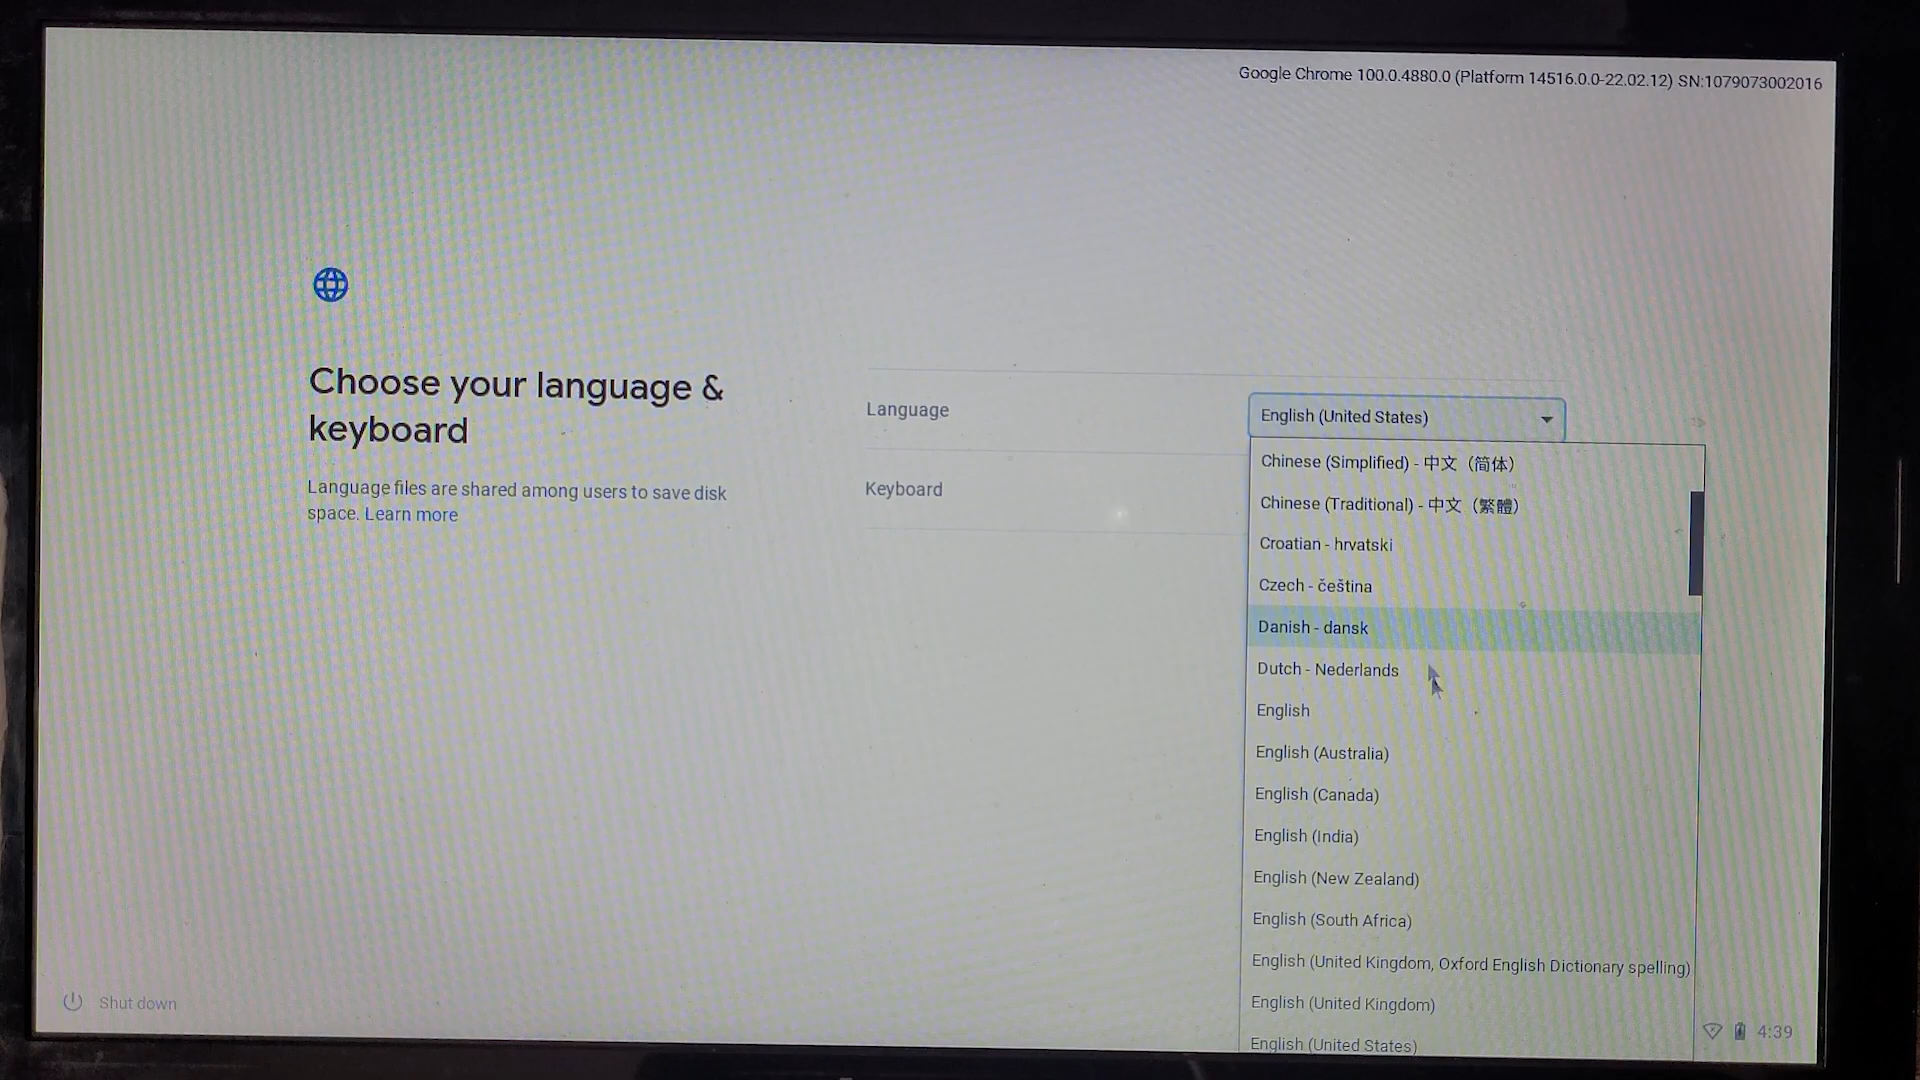 Google Chrome 100.0.4880.0 (Platform 14516.0.0-22.02.12) SN:1079073002016
Choose your language &
keyboard
Language files are shared among users to save disk
space. Learn more
Language
English (United States)
Keyboard
Chinese (Simplified) - 中文（简体）
Chinese (Traditional) - 中文（繁體）
Croatian - hrvatski
Czech - čeština
Danish - dansk
Dutch - Nederlands
English
English (Australia)
English (Canada)
English (India)
English (New Zealand)
English (South Africa)
English (United Kingdom, Oxford English Dictionary spelling)
English (United Kingdom)
English (United States)
Shut down
4:39